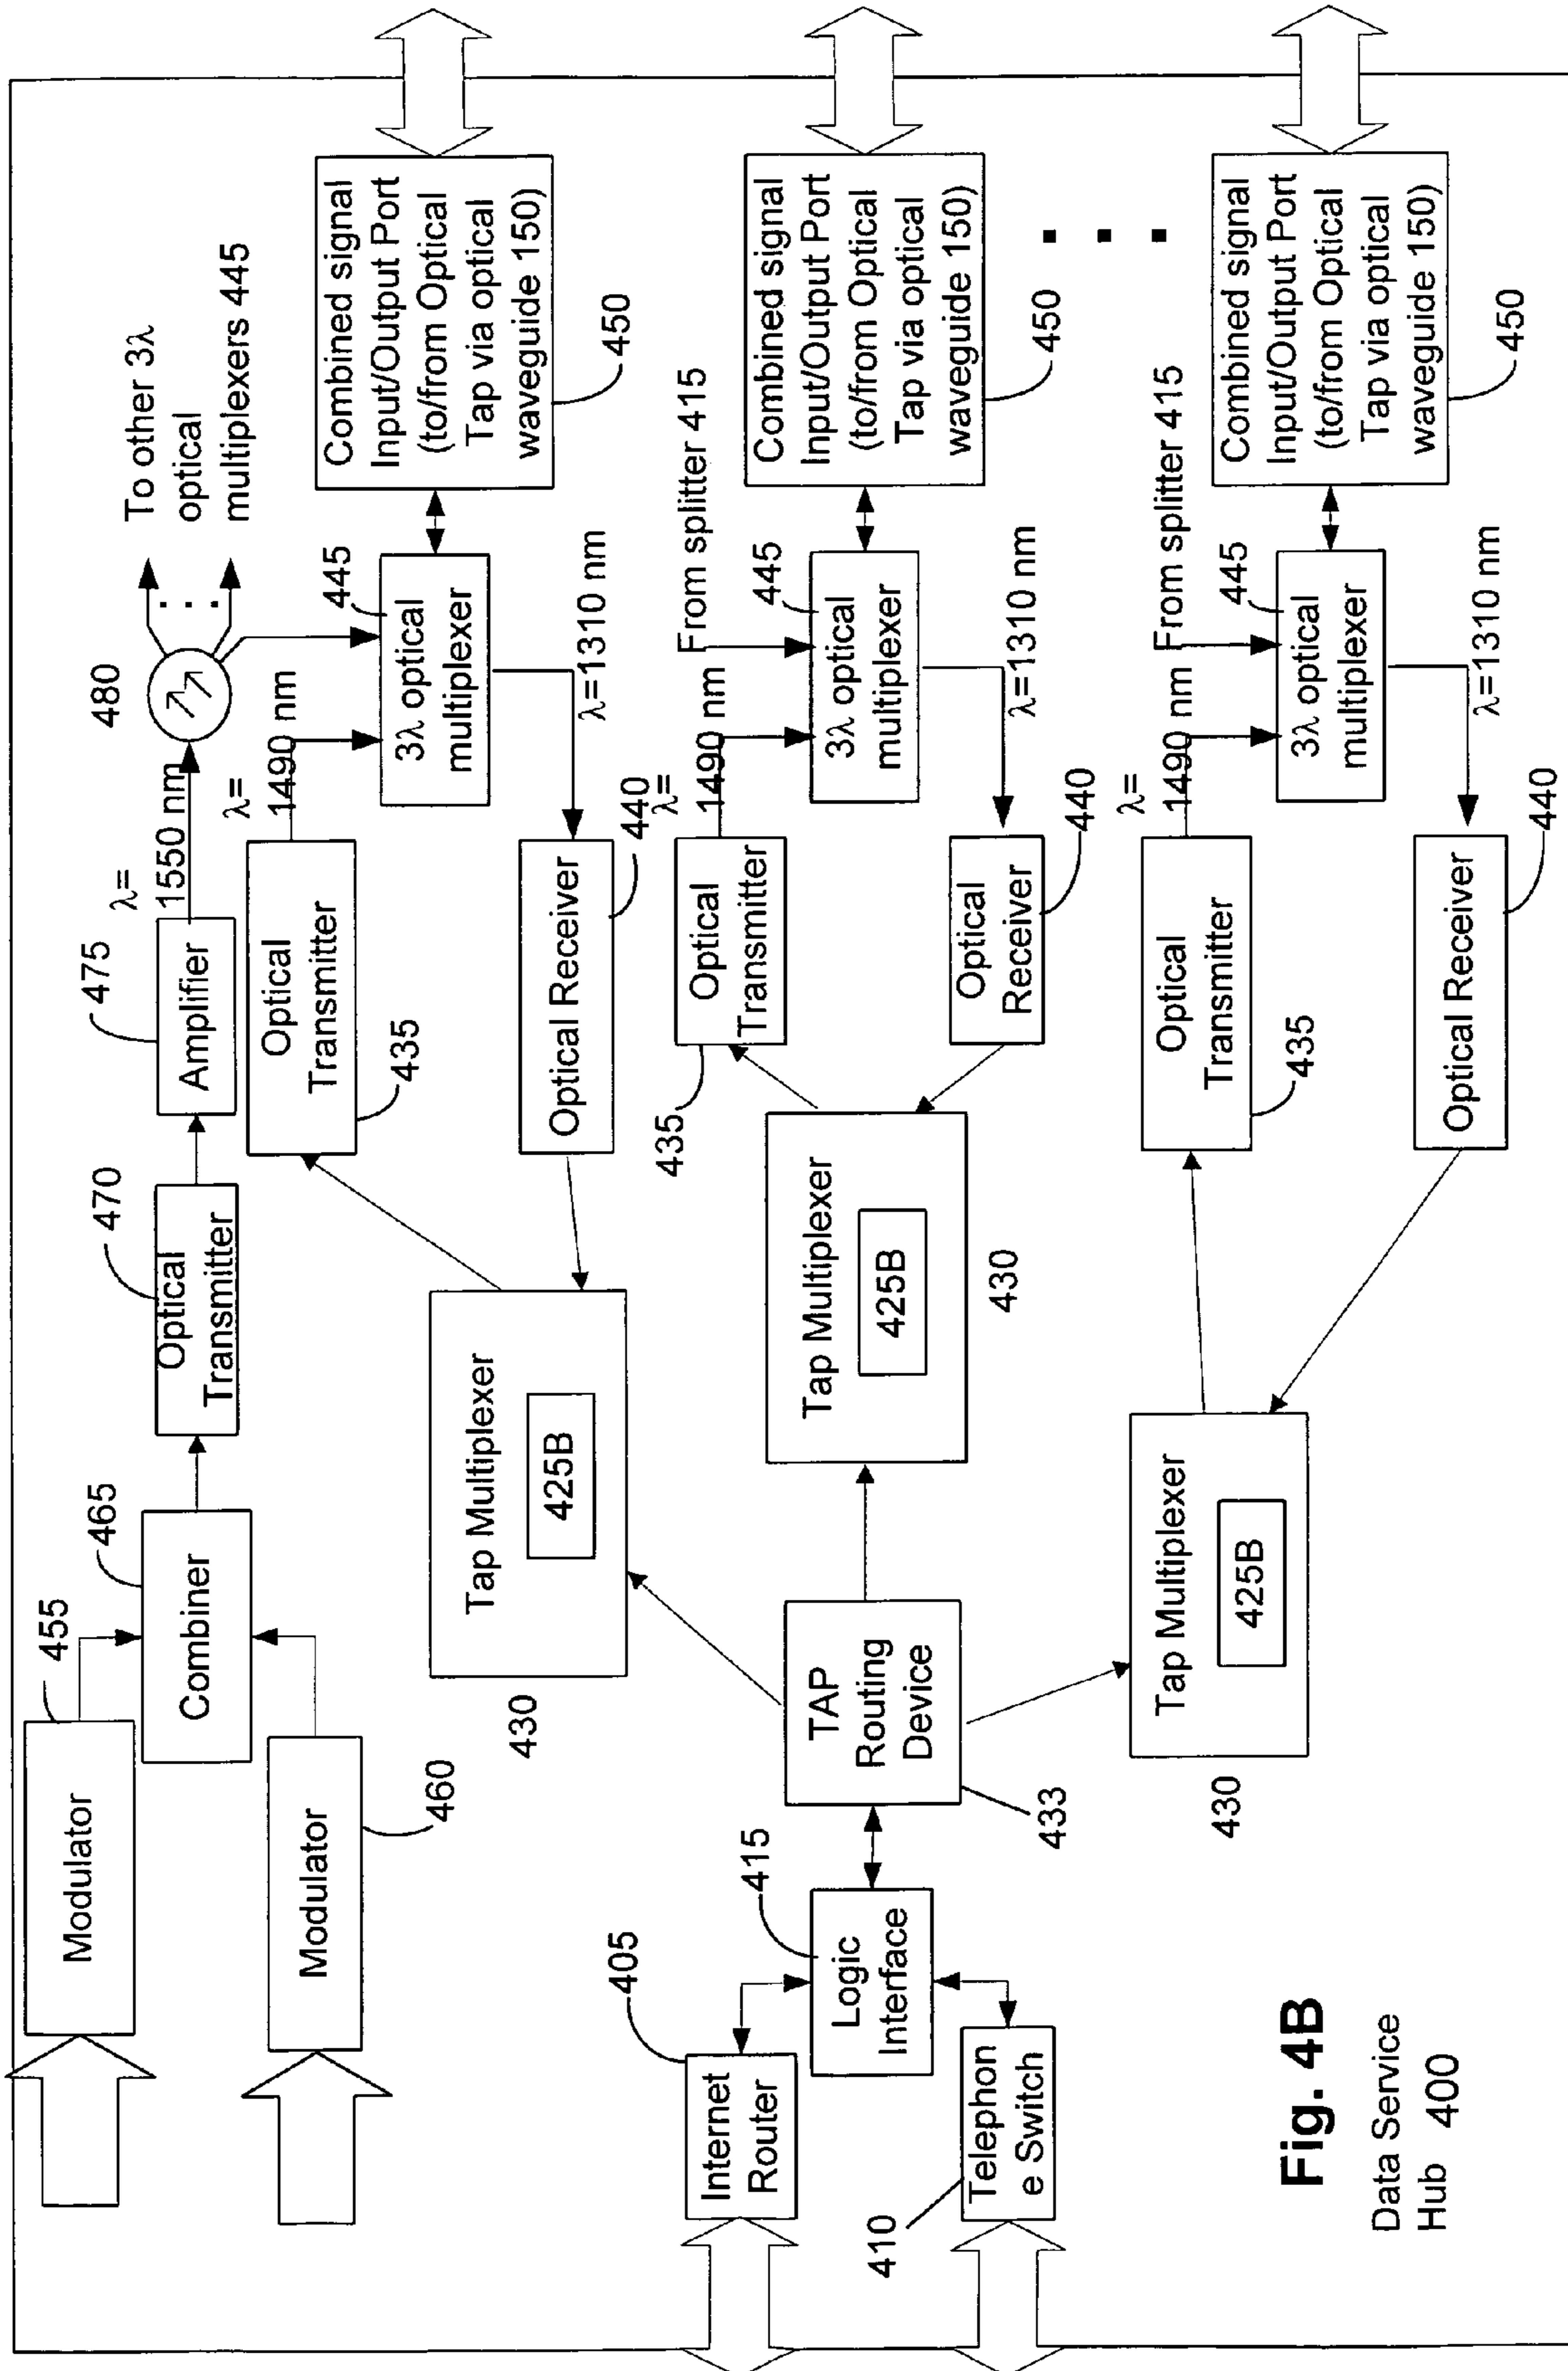 455
Modulator
465
Combiner
Modulator
460
470
Optical
Transmitter
475
Amplifier
λ=
1550 nm
480
To other 3λ
optical
multiplexers 445
Tap Multiplexer
425B
430
Optical
Transmitter
435
λ=
1490 nm
445
3λ optical
multiplexer
λ=1310 nm
Optical Receiver
440
Combined signal
Input/Output Port
(to/from Optical
Tap via optical
waveguide 150)
450
405
Internet
Router
415
Logic
Interface
410
Telephon
e Switch
TAP
Routing
Device
433
Tap Multiplexer
425B
430
Optical
Transmitter
435
λ=
1490 nm
From splitter 415
445
3λ optical
multiplexer
λ=1310 nm
Optical
Receiver
440
Combined signal
Input/Output Port
(to/from Optical
Tap via optical
waveguide 150)
450
Tap Multiplexer
425B
430
Optical
Transmitter
435
λ=
1490 nm
From splitter 415
445
3λ optical
multiplexer
λ=1310 nm
Optical Receiver
440
Combined signal
Input/Output Port
(to/from Optical
Tap via optical
waveguide 150)
450
Fig. 4B
Data Service
Hub 400